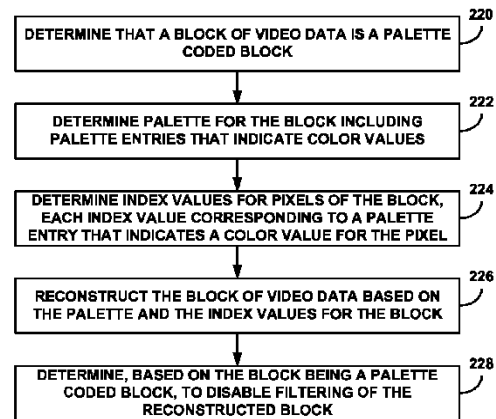 220
DETERMINE THAT A BLOCK OF VIDEO DATA IS A PALETTE
CODED BLOCK
222
DETERMINE PALETTE FOR THE BLOCK INCLUDING
PALETTE ENTRIES THAT INDICATE COLOR VALUES
224
DETERMINE INDEX VALUES FOR PIXELS OF THE BLOCK,
EACH INDEX VALUE CORRESPONDING TO A PALETTE
ENTRY THAT INDICATES A COLOR VALUE FOR THE PIXEL
226
RECONSTRUCT THE BLOCK OF VIDEO DATA BASED ON
THE PALETTE AND THE INDEX VALUES FOR THE BLOCK
228
DETERMINE, BASED ON THE BLOCK BEING A PALETTE
CODED BLOCK, TO DISABLE FILTERING OF THE
RECONSTRUCTED BLOCK